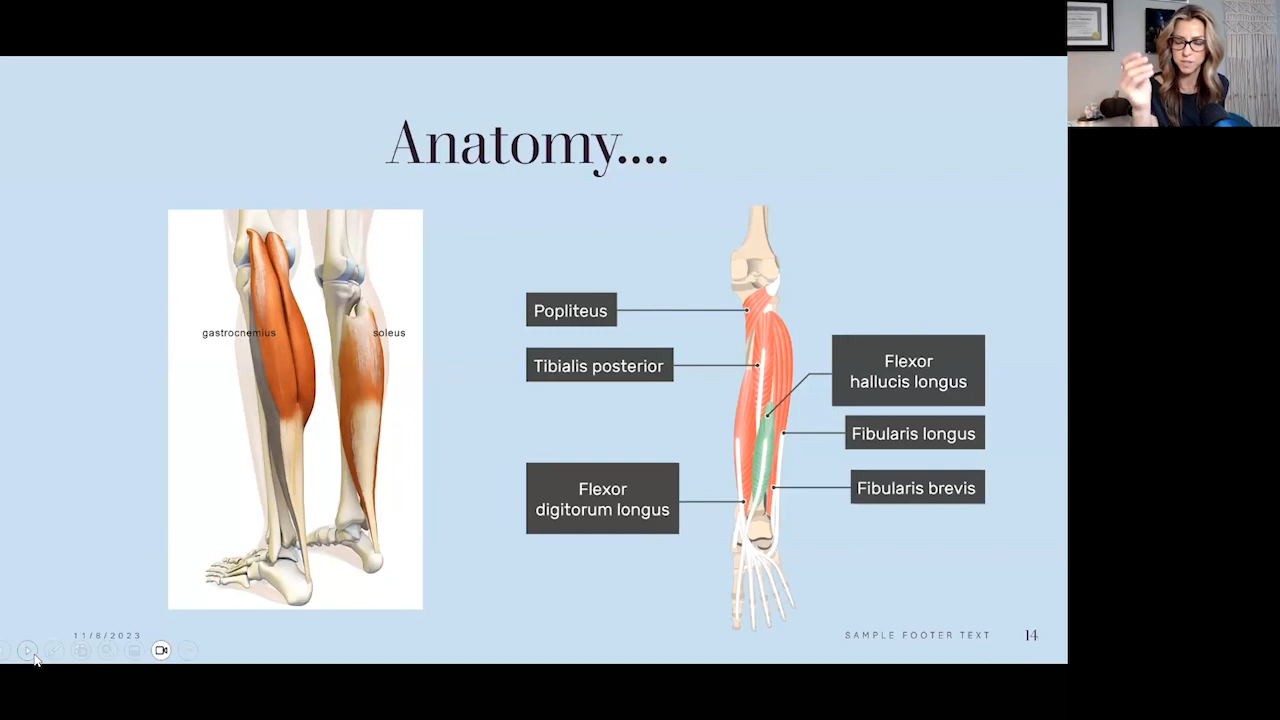 Anatomy....
gastrocnemius
soleus
Popliteus
Tibialis posterior
Flexor
digitorum longus
Flexor
hallucis longus
Fibularis longus
Fibularis brevis
11/8/2023
SAMPLE FOOTER TEXT
14